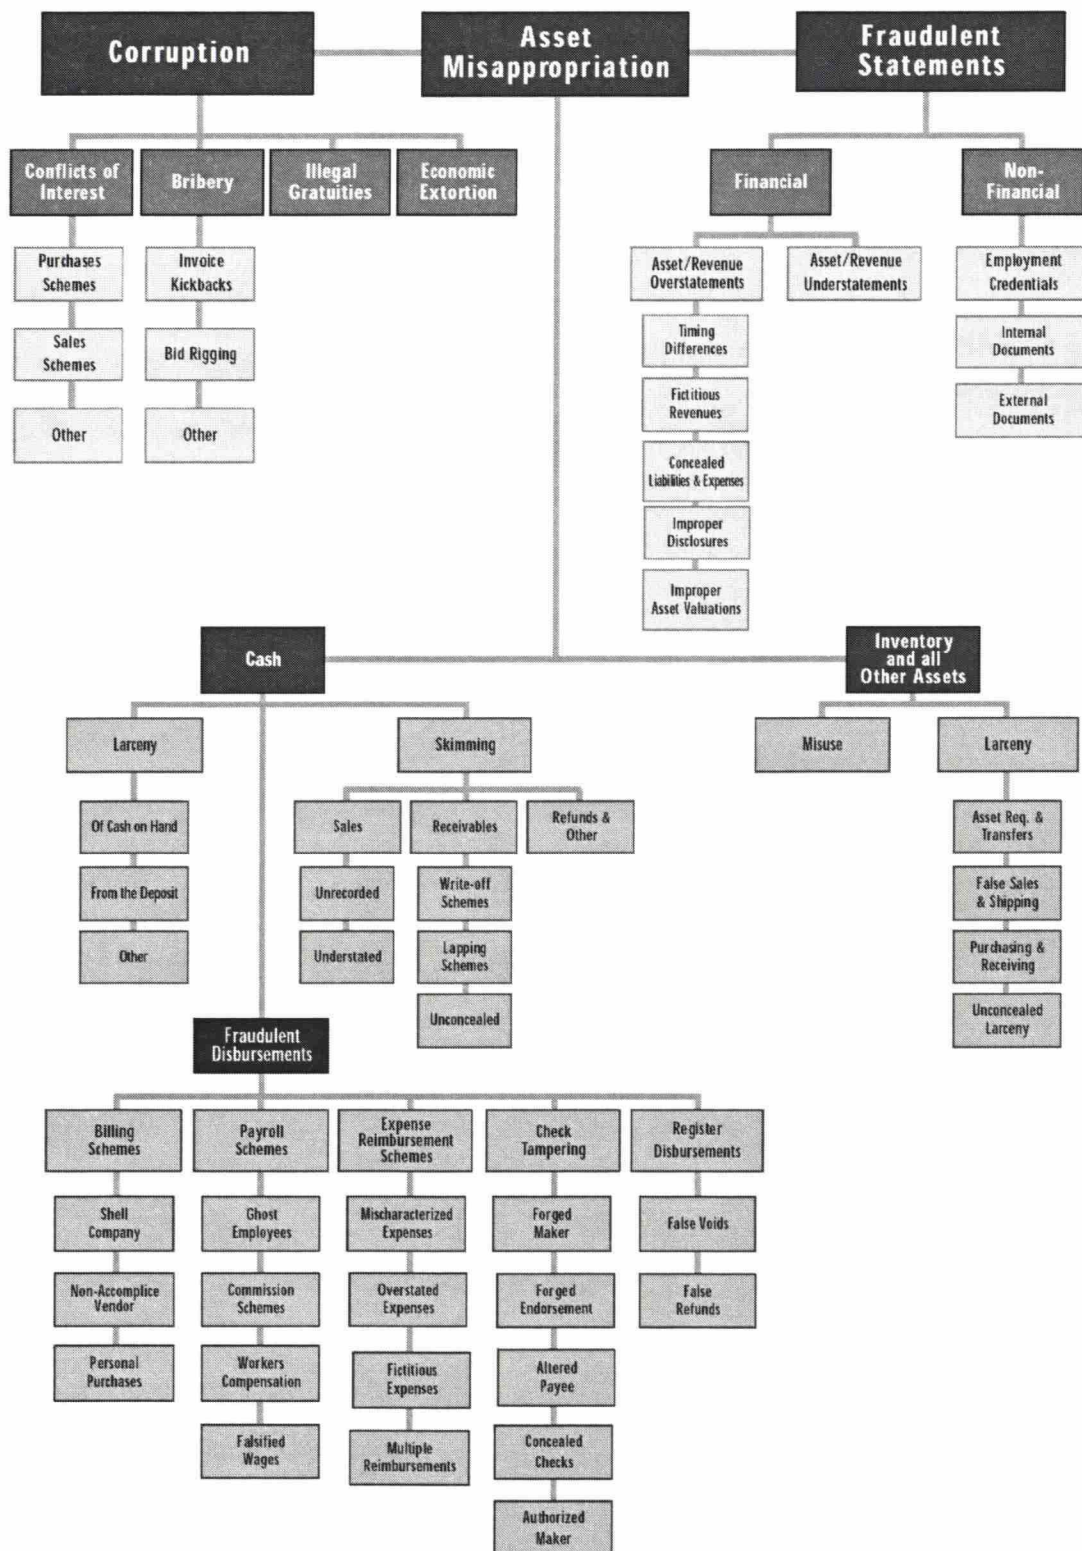 Corruption
Asset
Misappropriation
Fraudulent
Statements
Conflicts of
Interest
Bribery
Illegal
Gratuities
Economic
Extortion
Financial
Non-
Financial
Purchases
Schemes
Invoice
Kickbacks
Asset/Revenue
Overstatements
Asset/Revenue
Understatements
Employment
Credentials
Sales
Schemes
Bid Rigging
Timing
Differences
Internal
Documents
Other
Other
Fictitious
Revenues
External
Documents
Concealed
Liabilities & Expenses
Improper
Disclosures
Improper
Asset Valuations
Cash
Inventory
and all
Other Assets
Larceny
Skimming
Misuse
Larceny
Of Cash on Hand
Sales
Receivables
Refunds &
Other
Asset Req. &
Transfers
From the Deposit
Unrecorded
Write-off
Schemes
False Sales
& Shipping
Other
Understated
Lapping
Schemes
Purchasing &
Receiving
Unconcealed
Unconcealed
Larceny
Fraudulent
Disbursements
Billing
Schemes
Payroll
Schemes
Expense
Reimbursement
Schemes
Check
Tampering
Register
Disbursements
Shell
Company
Ghost
Employees
Mischaracterized
Expenses
Forged
Maker
False Voids
Non-Accomplice
Vendor
Commission
Schemes
Overstated
Expenses
Forged
Endorsement
False
Refunds
Personal
Purchases
Workers
Compensation
Fictitious
Expenses
Altered
Payee
Falsified
Wages
Multiple
Reimbursements
Concealed
Checks
Authorized
Maker